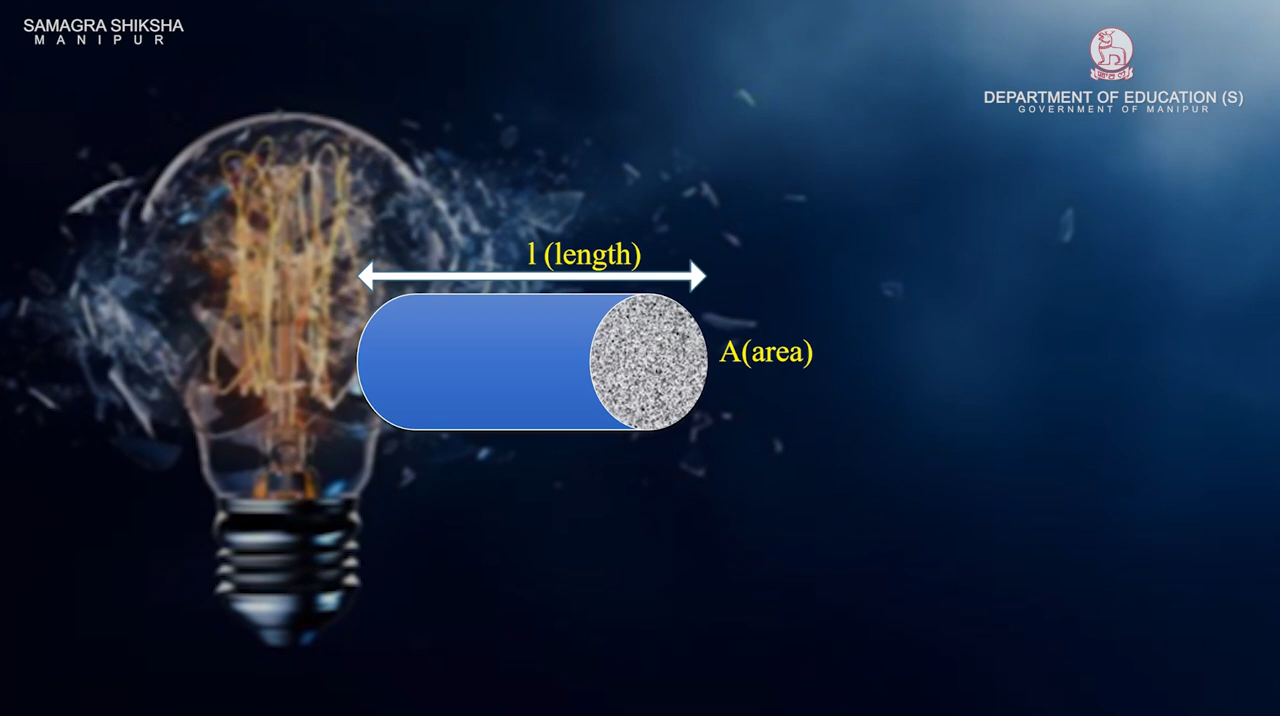 SAMAGRA SHIKSHA
MANIPUR
DEPARTMENT OF EDUCATION (S)
GOVERNMENT OF MANIPUR
l (length)
A(area)